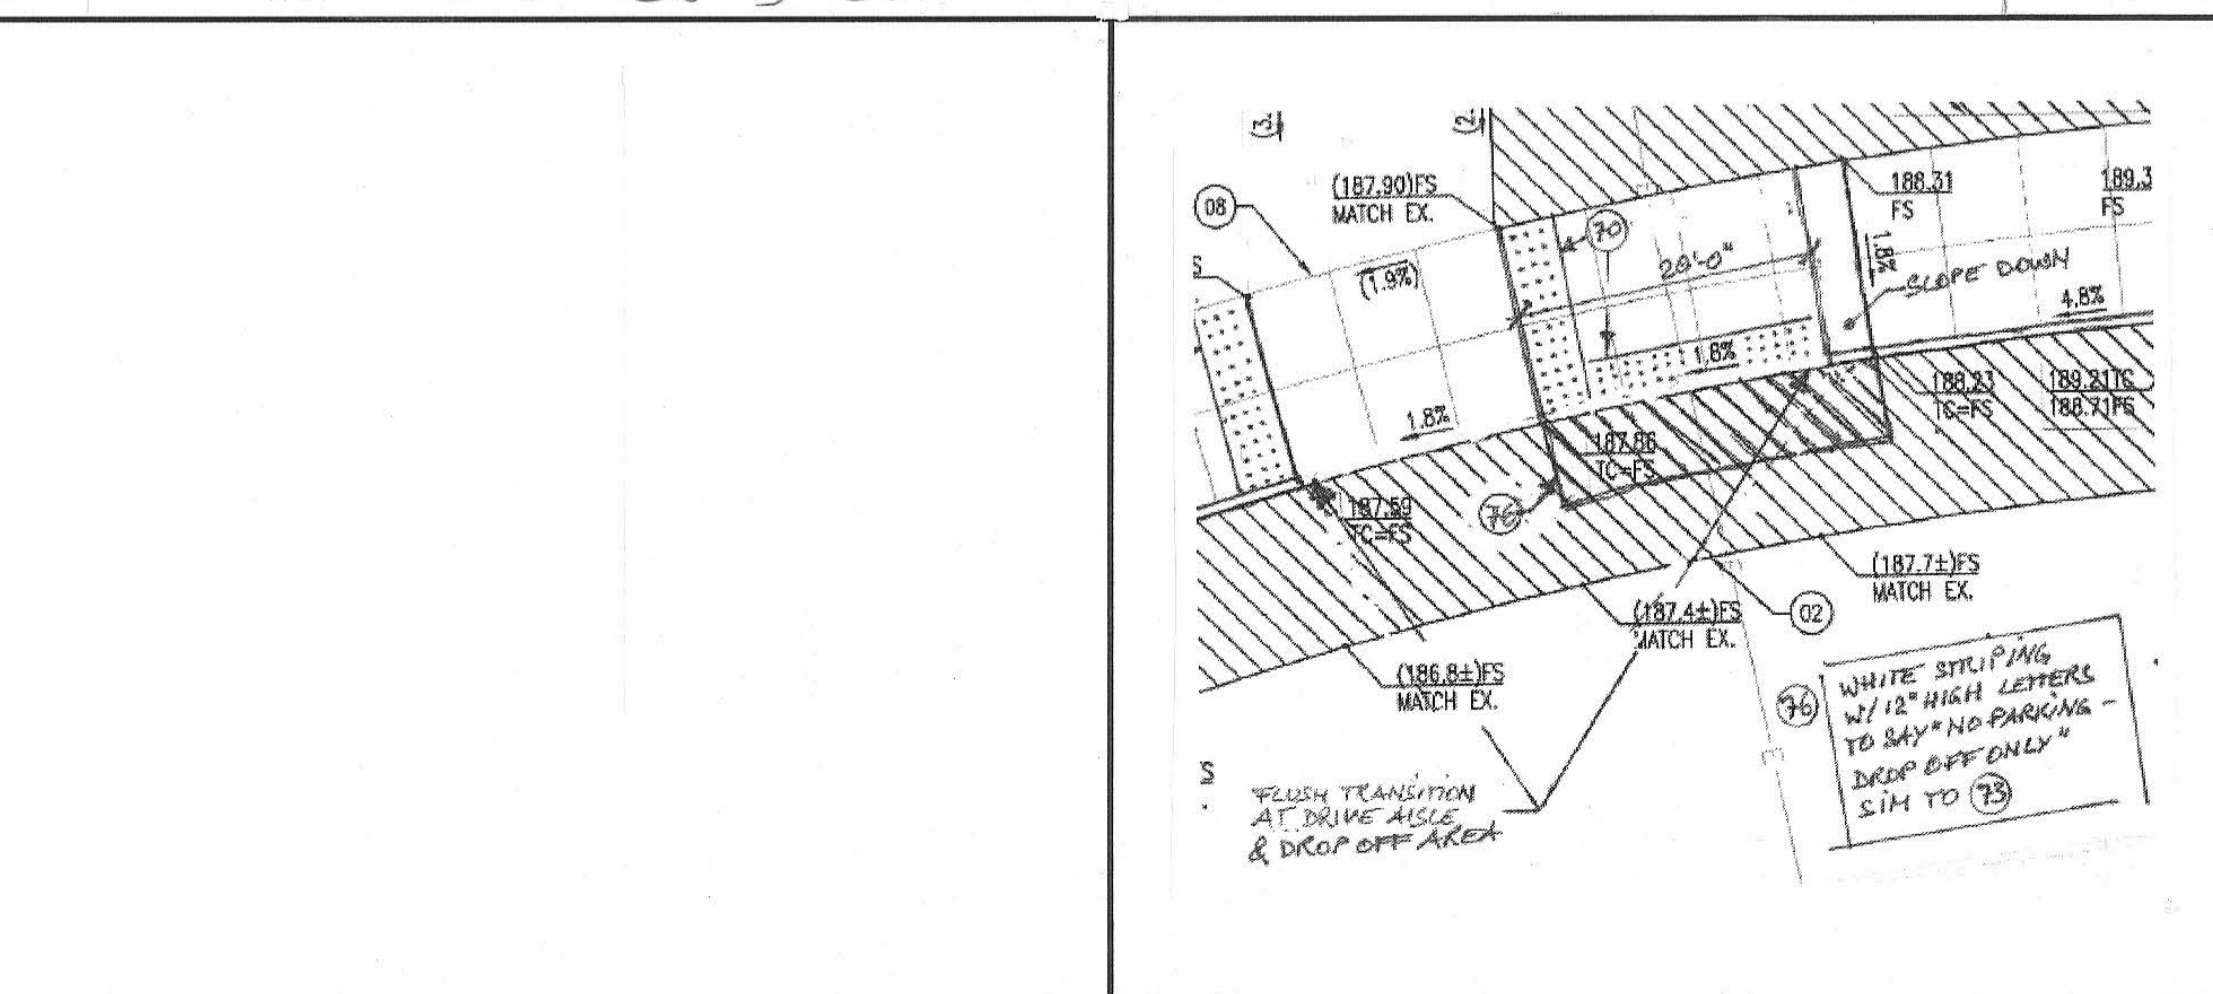 (3.
(2.
(187.90)FS
MATCH EX.
08
70
188.31
FS
189.3
FS
S
(1.9%)
20'-0"
1.8%
SLOPE DOWN
4.8%
1.8%
1.8%
188.23
TC=FS
189.21TC
188.71FS
187.86
TC=FS
187.59
TC=FS
76
(187.7±)FS
MATCH EX.
(187.4±)FS
MATCH EX.
02
(186.8±)FS
MATCH EX.
76
WHITE STRIPING
W/ 12" HIGH LETTERS
TO SAY "NO PARKING -
DROP OFF ONLY"
SIM TO 73
S
FLUSH TRANSITION
AT DRIVE AISLE
& DROP OFF AREA